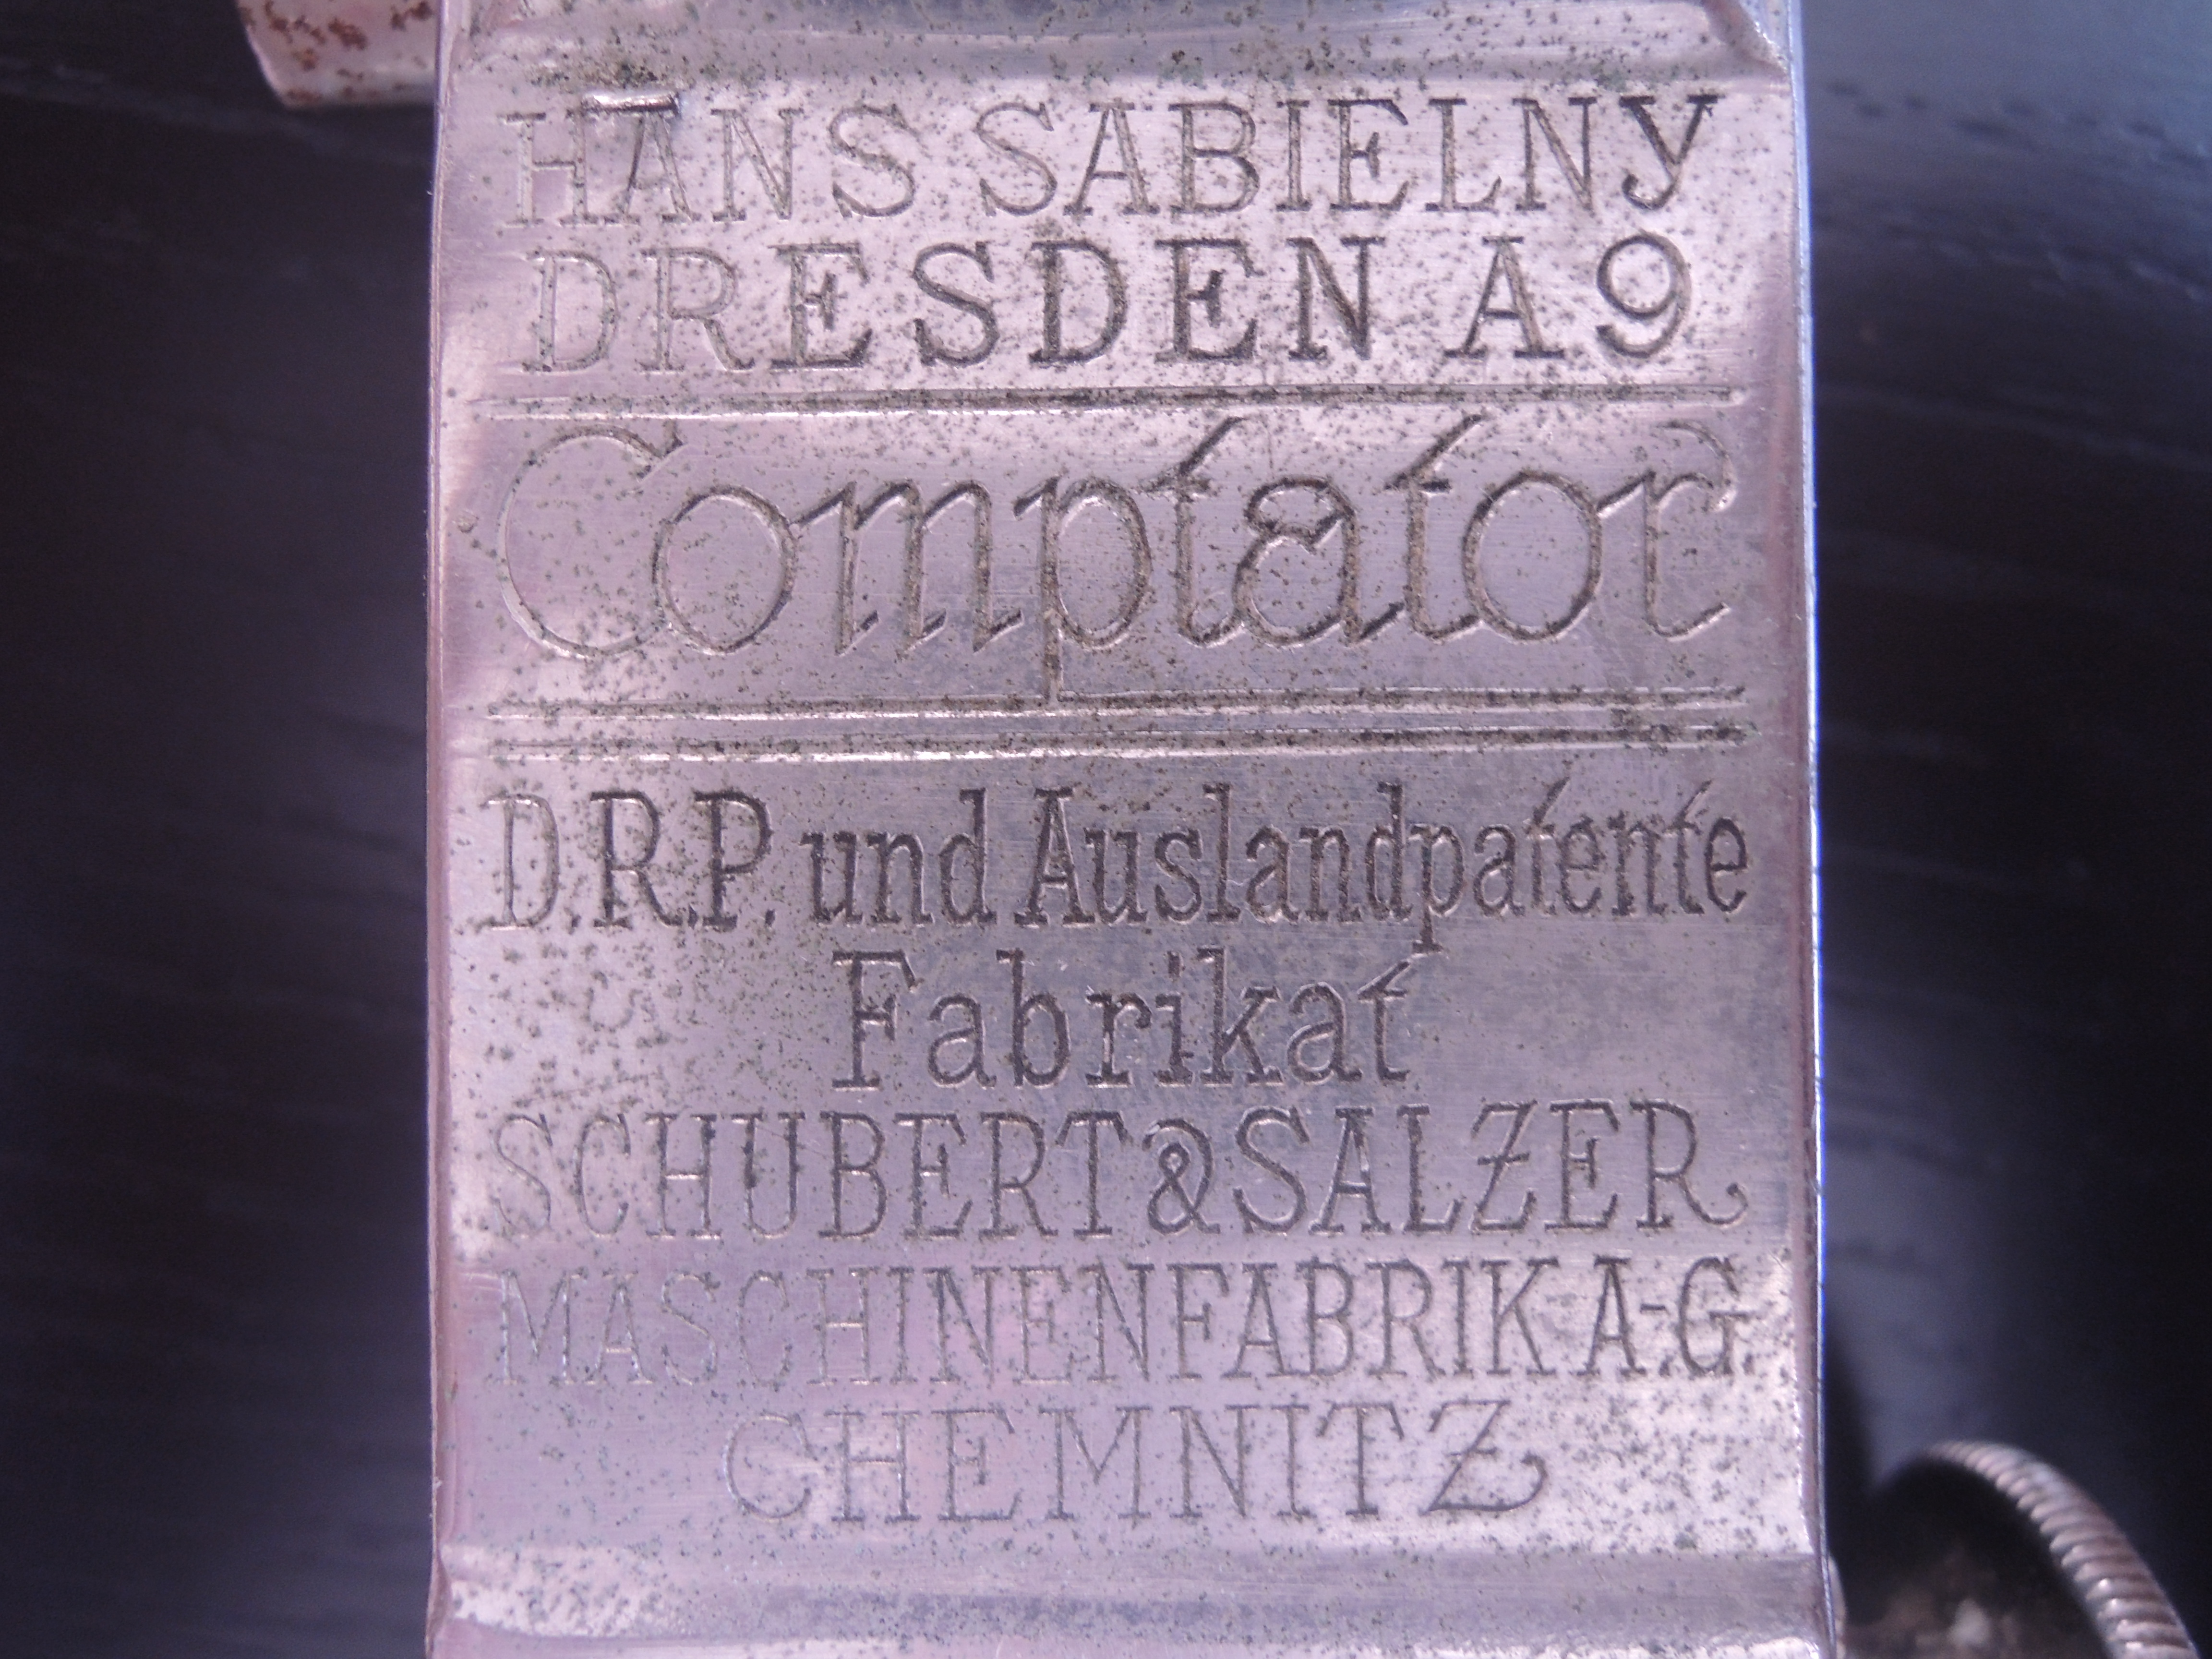 HANS SABIELNY
DRESDEN A 9
Comptator
D.R.P. und Auslandpatente
Fabrikat
SCHUBERT & SALZER
MASCHINENFABRIK A-G.
CHEMNITZ